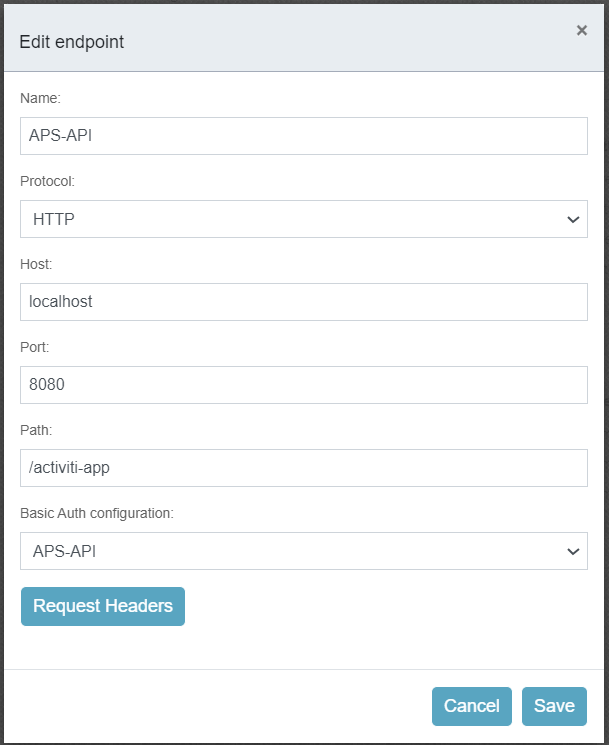 Edit endpoint
×
Name:
APS-API
Protocol:
HTTP
Host:
localhost
Port:
8080
Path:
/activiti-app
Basic Auth configuration:
APS-API
Request Headers
Cancel Save